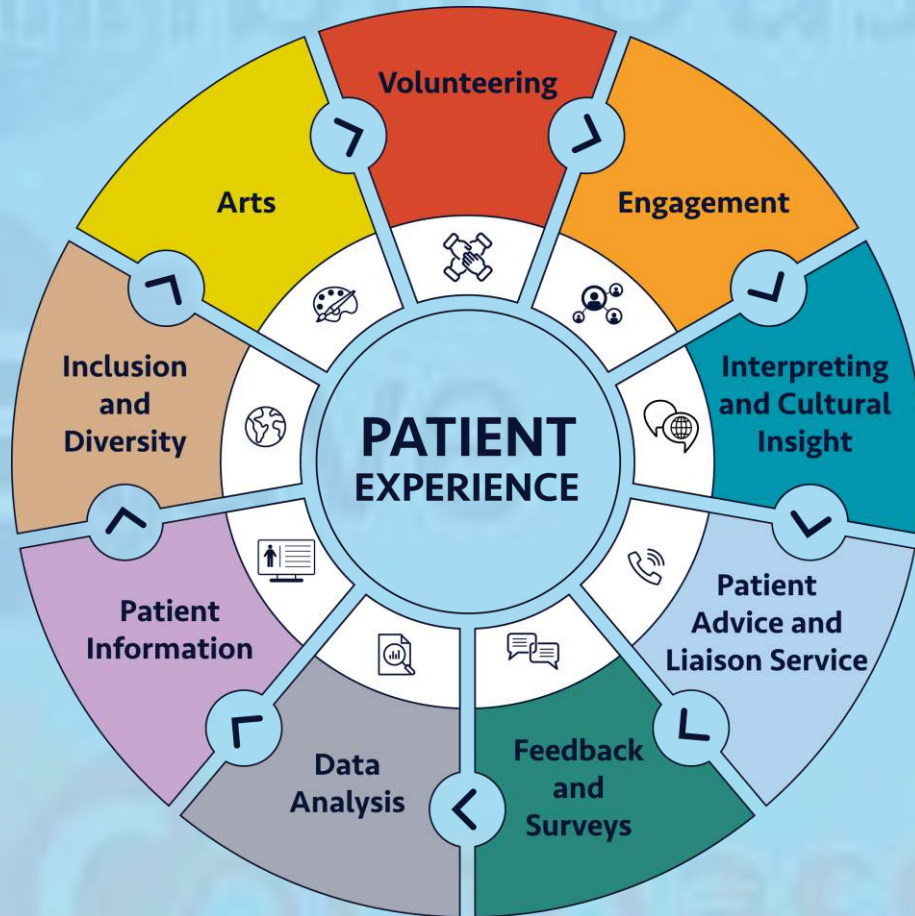 Volunteering
Engagement
Interpreting
and Cultural
Insight
Patient
Advice and
Liaison Service
Feedback
and
Surveys
Data
Analysis
Patient
Information
Inclusion
and
Diversity
Arts
PATIENT
EXPERIENCE